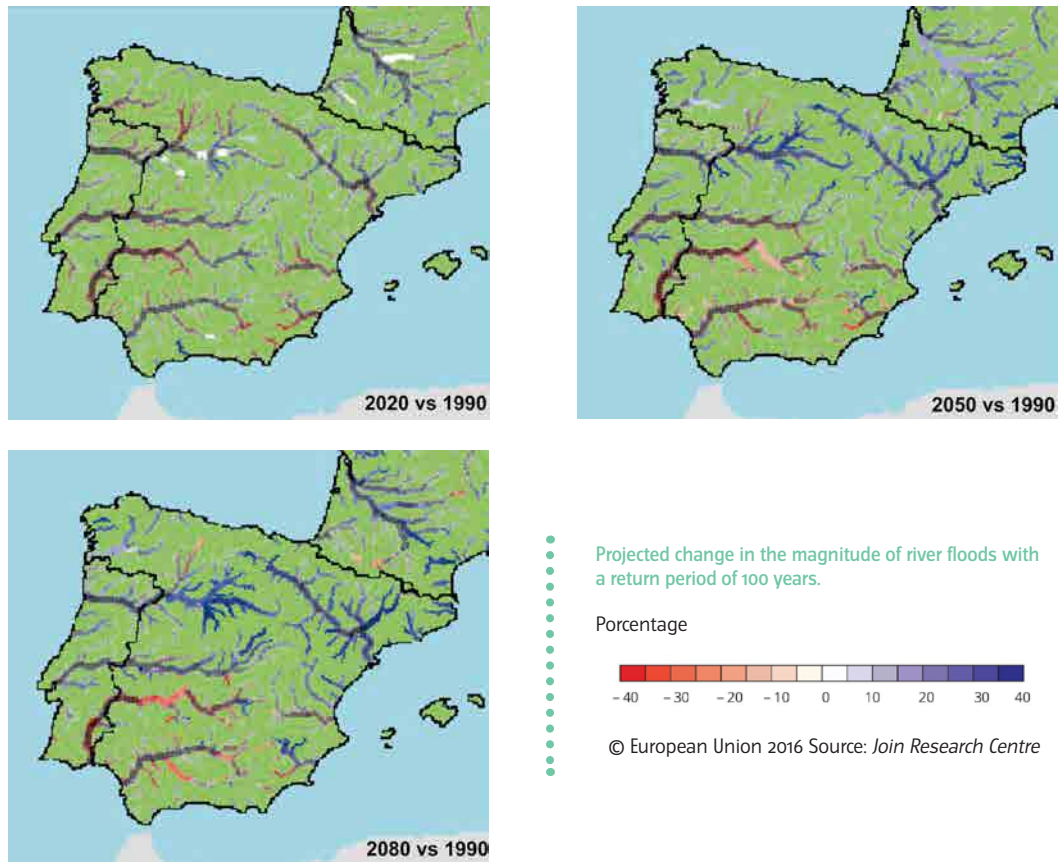 2020 vs 1990
2050 vs 1990
2080 vs 1990
Projected change in the magnitude of river floods with
a return period of 100 years.
Porcentage
-40 -30 -20 -10 0 10 20 30 40
© European Union 2016 Source: Join Research Centre